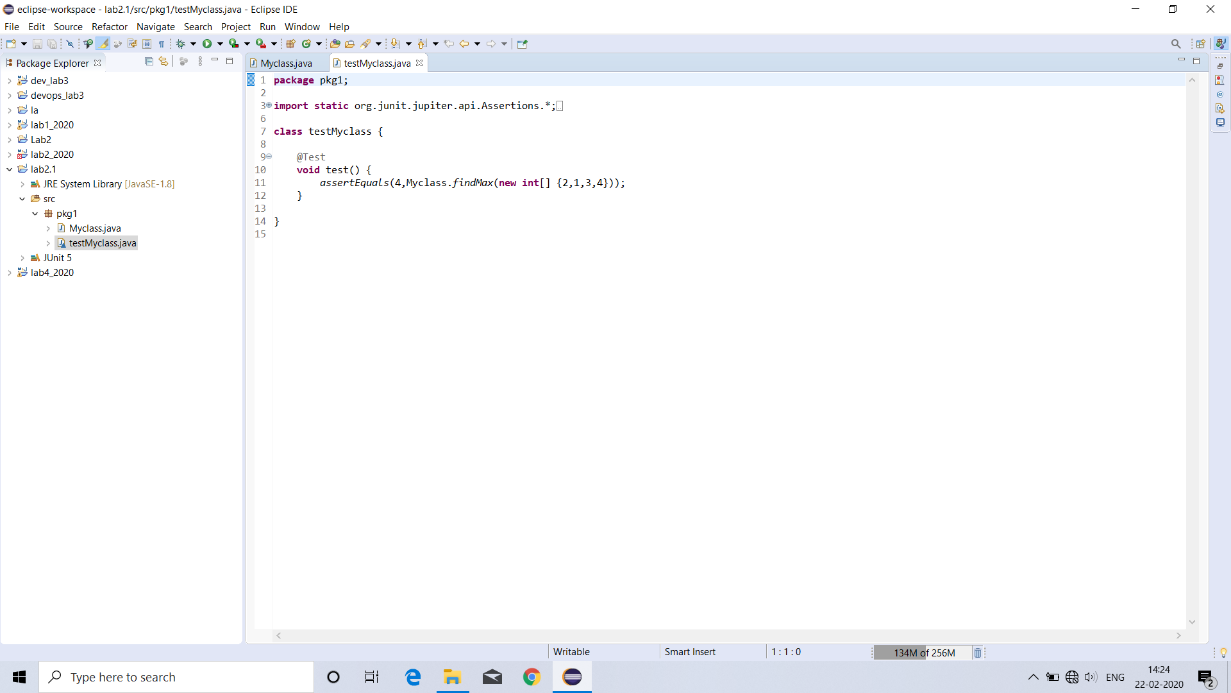 eclipse-workspace - lab2.1/src/pkg1/testMyclass.java - Eclipse IDE
File Edit Source Refactor Navigate Search Project Run Window Help
Package Explorer
dev_lab3
devops_lab3
la
lab1_2020
Lab2
lab2_2020
lab2.1
JRE System Library [JavaSE-1.8]
src
pkg1
Myclass.java
testMyclass.java
JUnit 5
lab4_2020
Myclass.java testMyclass.java
1 package pkg1;
2
3 import static org.junit.jupiter.api.Assertions.*;
6
7 class testMyclass {
8
9 @Test
10 void test() {
11 assertEquals(4,Myclass.findMax(new int[] {2,1,3,4}));
12 }
13
14 }
15
Writable Smart Insert 1 : 1 : 0 134M of 256M
Type here to search
ENG 14:24
22-02-2020
2